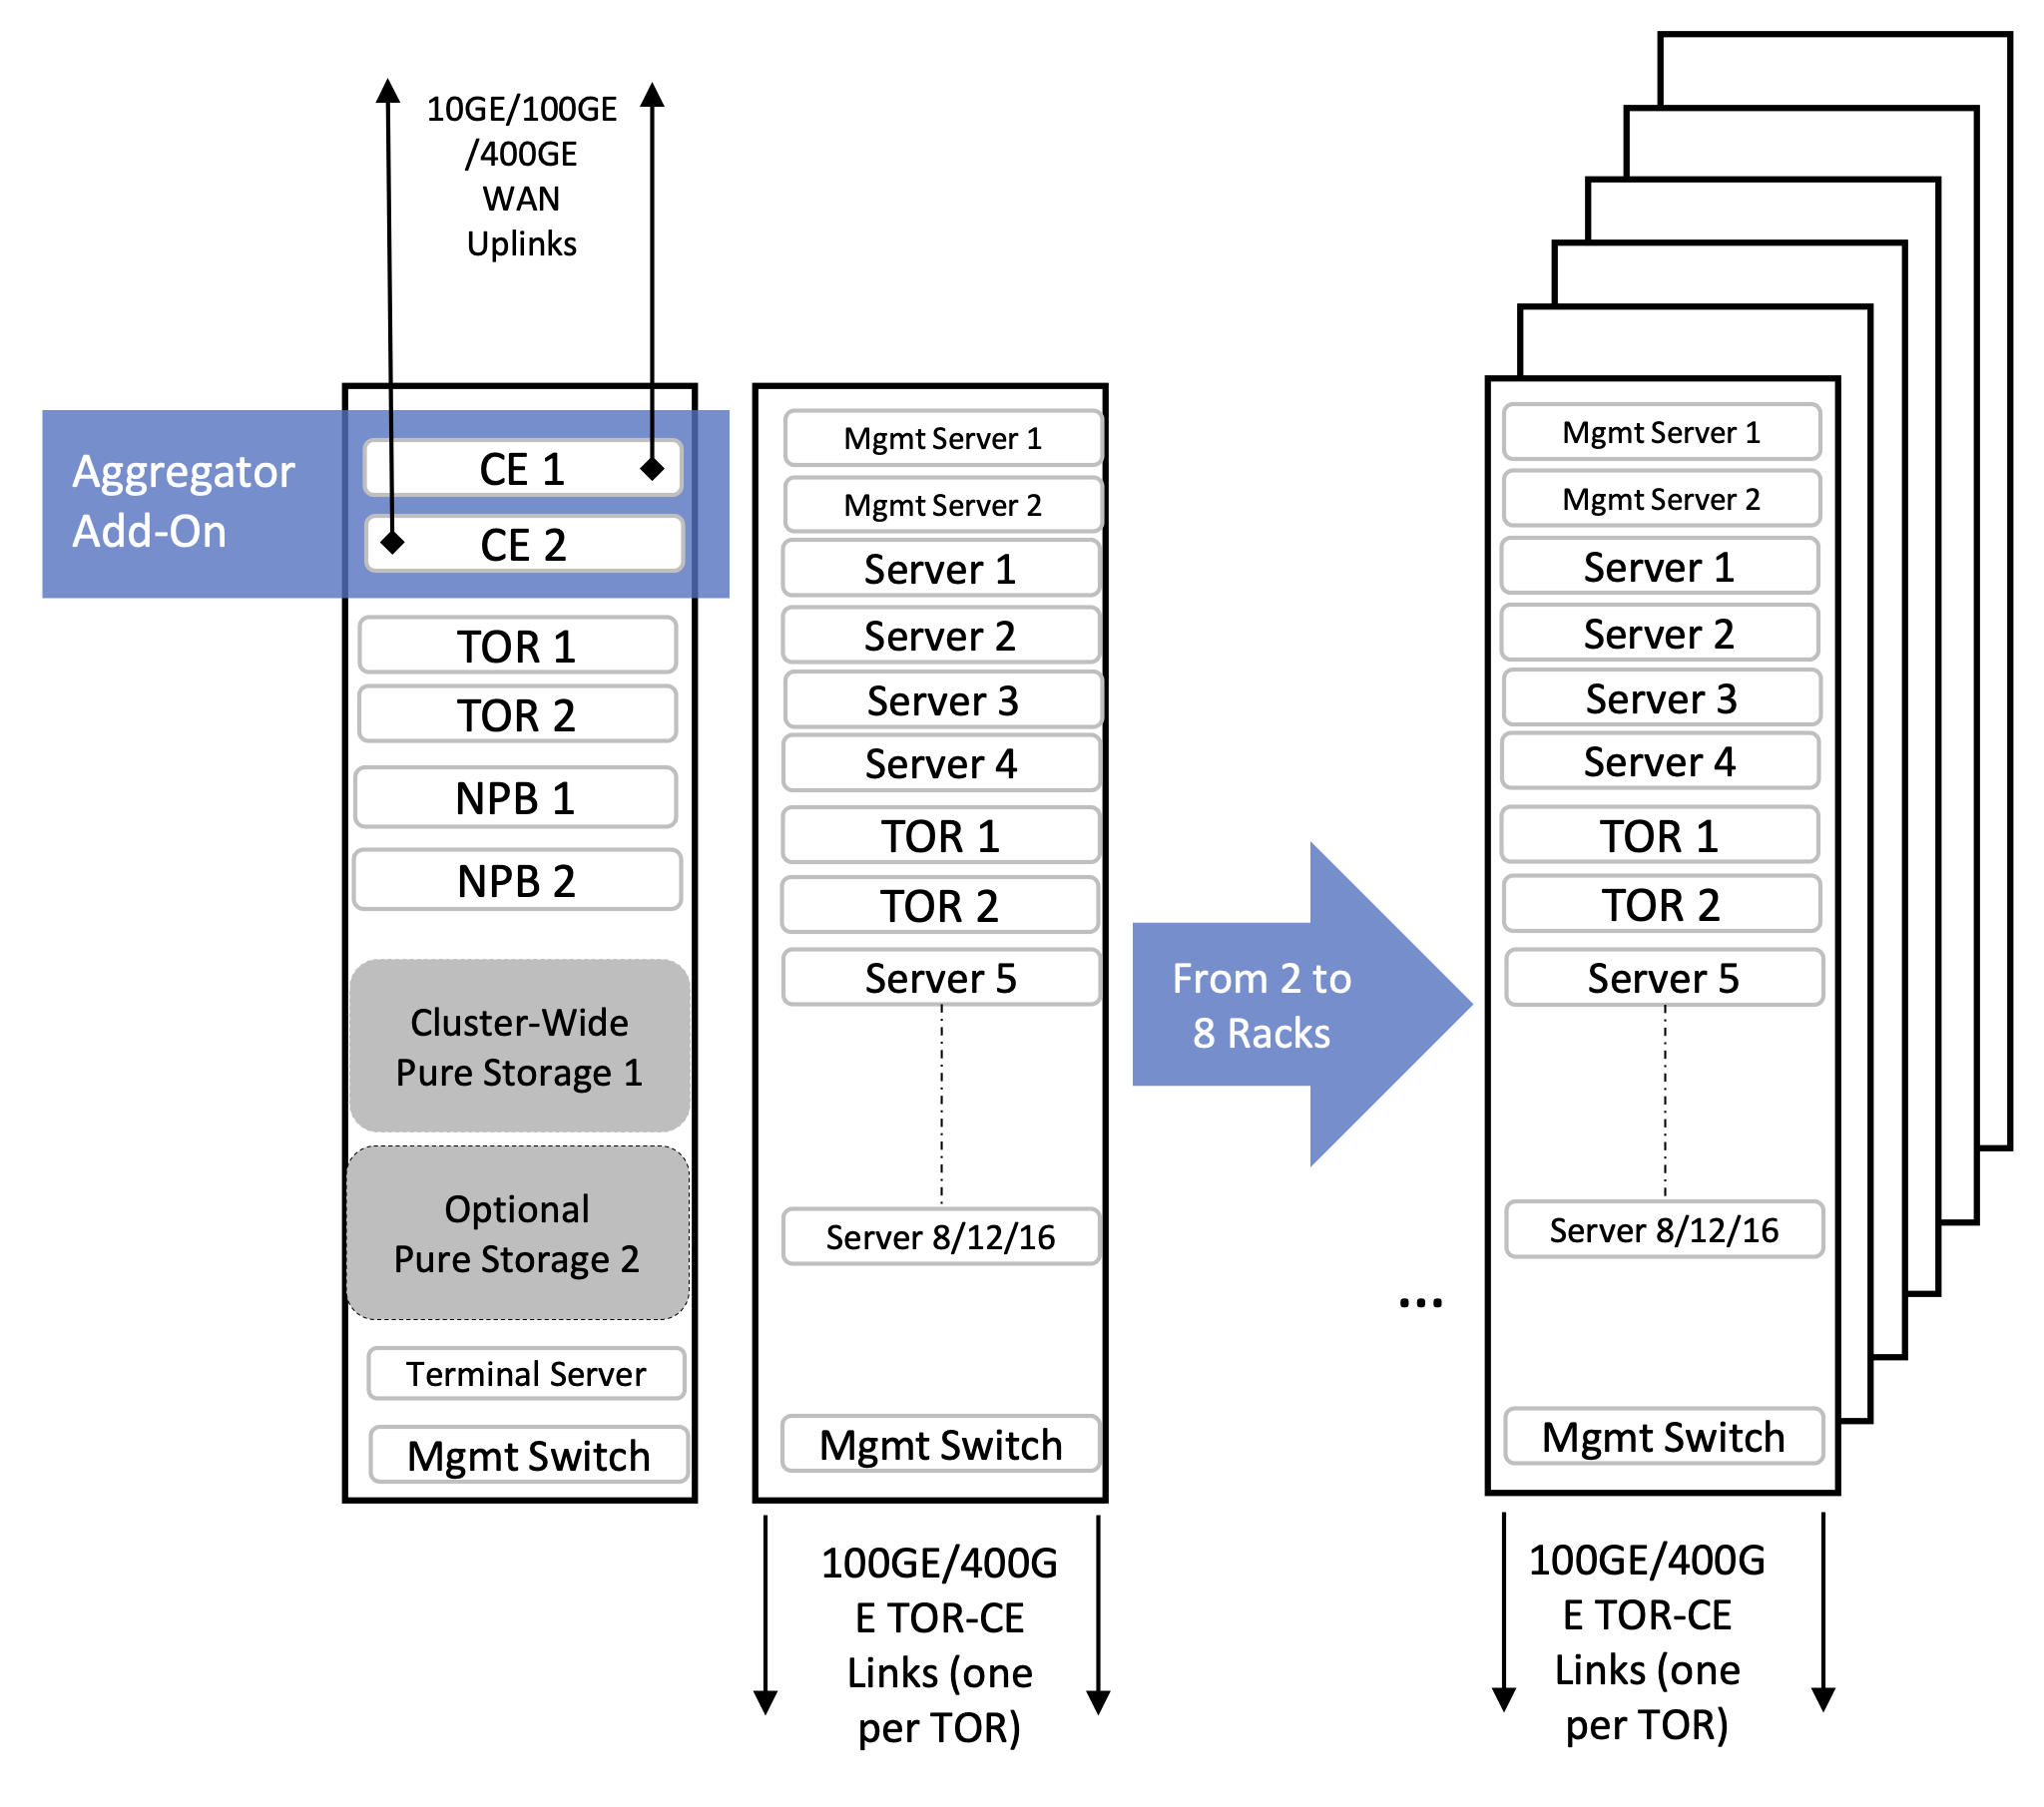 10GE/100GE
/400GE
WAN
Uplinks
Aggregator
Add-On
CE 1
CE 2
TOR 1
TOR 2
NPB 1
NPB 2
Cluster-Wide
Pure Storage 1
Optional
Pure Storage 2
Terminal Server
Mgmt Switch
Mgmt Server 1
Mgmt Server 2
Server 1
Server 2
Server 3
Server 4
TOR 1
TOR 2
Server 5
Server 8/12/16
Mgmt Switch
100GE/400G
E TOR-CE
Links (one
per TOR)
From 2 to
8 Racks
...
Mgmt Server 1
Mgmt Server 2
Server 1
Server 2
Server 3
Server 4
TOR 1
TOR 2
Server 5
Server 8/12/16
Mgmt Switch
100GE/400G
E TOR-CE
Links (one
per TOR)